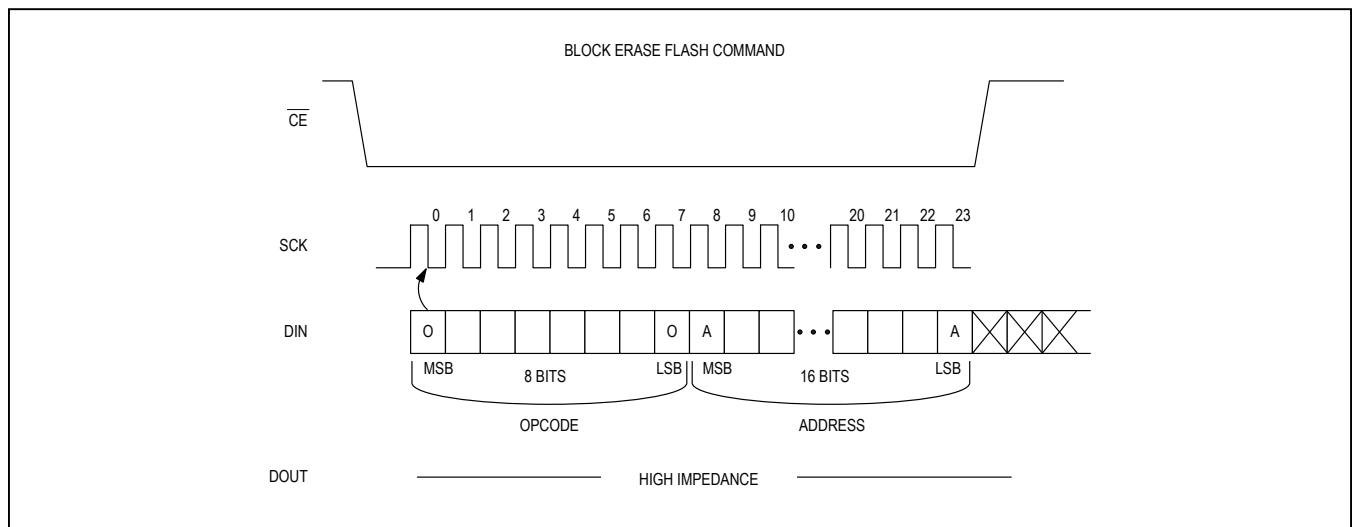 BLOCK ERASE FLASH COMMAND
CE
0 1 2 3 4 5 6 7 8 9 10 20 21 22 23
SCK
DIN O O A A
MSB 8 BITS LSB MSB 16 BITS LSB
OPCODE ADDRESS
DOUT HIGH IMPEDANCE